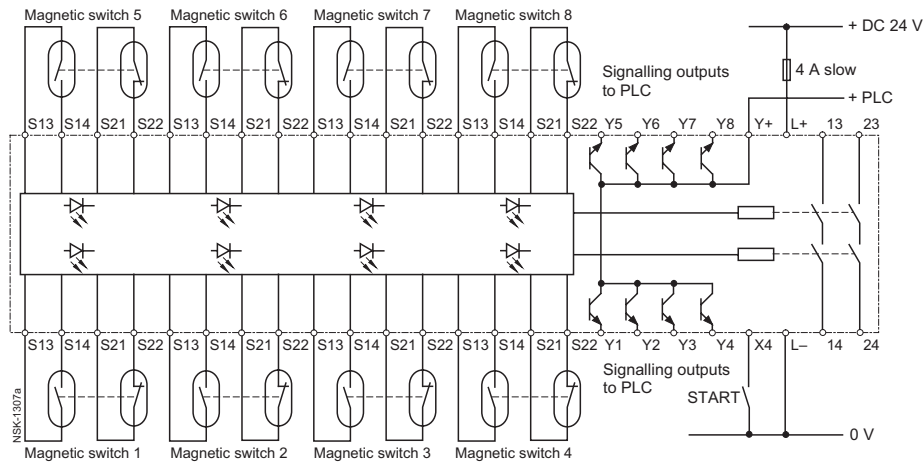 Magnetic switch 5 Magnetic switch 6 Magnetic switch 7 Magnetic switch 8
+ DC 24 V
4 A slow
Signalling outputs
to PLC
+ PLC
S13 S14 S21 S22 S13 S14 S21 S22 S13 S14 S21 S22 S13 S14 S21 S22 Y5 Y6 Y7 Y8 Y+ L+ 13 23
S13 S14 S21 S22 S13 S14 S21 S22 S13 S14 S21 S22 S13 S14 S21 S22 Y1 Y2 Y3 Y4 X4 L– 14 24
Signalling outputs
to PLC
START
NSK-1307a
0 V
Magnetic switch 1 Magnetic switch 2 Magnetic switch 3 Magnetic switch 4